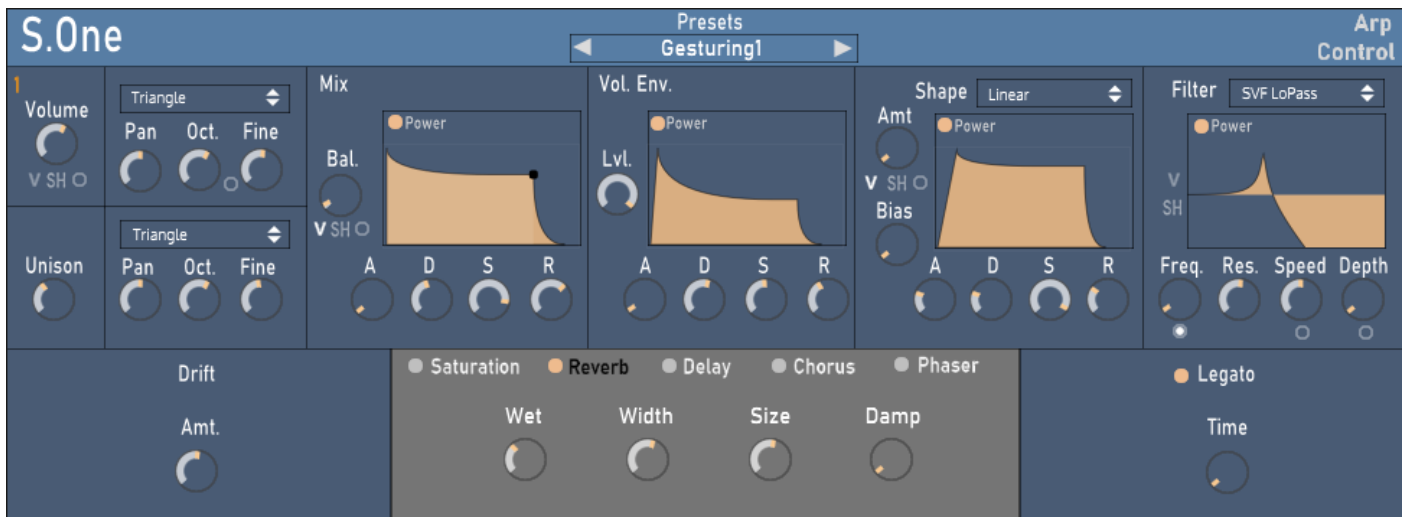 S.One
Presets
Gesturing1
Arp
Control
1
Volume
V SH
Triangle
Pan Oct. Fine
Unison
Triangle
Pan Oct. Fine
Mix
Power
Bal.
V SH
A D S R
Vol. Env.
Power
Lvl.
A D S R
Shape Linear
Amt
Power
V SH
Bias
A D S R
Filter SVF LoPass
Power
V
SH
Freq. Res. Speed Depth
Drift
Amt.
Saturation Reverb Delay Chorus Phaser
Wet Width Size Damp
Legato
Time